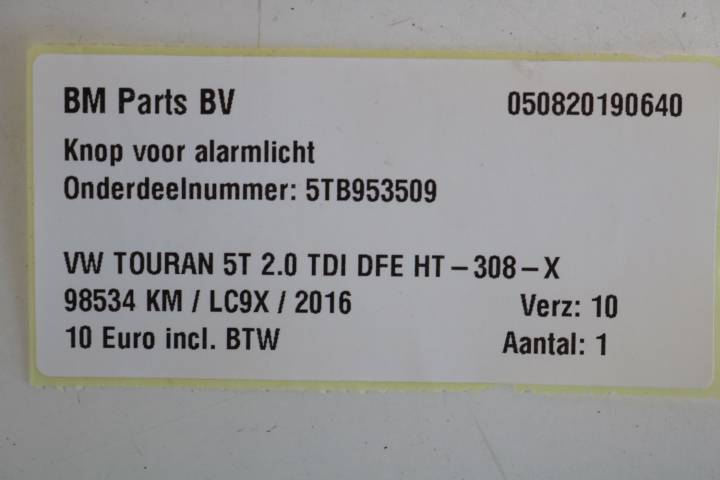 BM Parts BV 050820190640
Knop voor alarmlicht
Onderdeelnummer: 5TB953509
VW TOURAN 5T 2.0 TDI DFE HT-308-X
98534 KM / LC9X / 2016 Verz: 10
10 Euro incl. BTW Aantal: 1